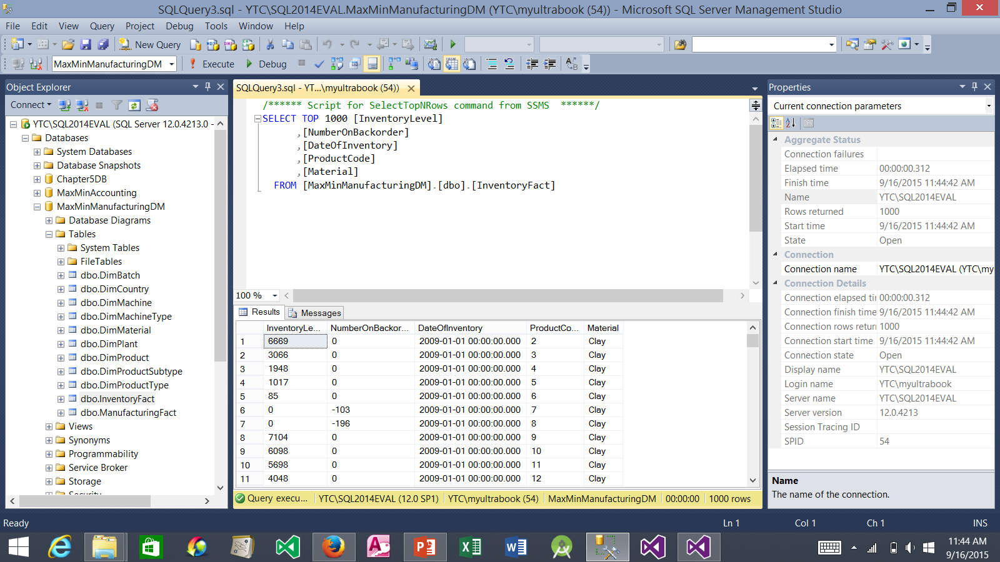 SQLQuery3.sql - YTC\SQL2014EVAL.MaxMinManufacturingDM (YTC\myultrabook (54)) - Microsoft SQL Server Management Studio
File Edit View Query Project Debug Tools Window Help
New Query
MaxMinManufacturingDM Execute Debug
Object Explorer
Connect
YTC\SQL2014EVAL (SQL Server 12.0.4213.0 -
Databases
System Databases
Database Snapshots
Chapter5DB
MaxMinAccounting
MaxMinManufacturingDM
Database Diagrams
Tables
System Tables
FileTables
dbo.DimBatch
dbo.DimCountry
dbo.DimMachine
dbo.DimMachineType
dbo.DimMaterial
dbo.DimPlant
dbo.DimProduct
dbo.DimProductSubtype
dbo.DimProductType
dbo.InventoryFact
dbo.ManufacturingFact
Views
Synonyms
Programmability
Service Broker
Storage
Security
SQLQuery3.sql - YT...\myultrabook (54))
/****** Script for SelectTopNRows command from SSMS ******/
SELECT TOP 1000 [InventoryLevel]
,[NumberOnBackorder]
,[DateOfInventory]
,[ProductCode]
,[Material]
FROM [MaxMinManufacturingDM].[dbo].[InventoryFact]
100 %
Results Messages
InventoryLe... NumberOnBackor... DateOfInventory ProductCo... Material
1 6669 0 2009-01-01 00:00:00.000 2 Clay
2 3066 0 2009-01-01 00:00:00.000 3 Clay
3 1948 0 2009-01-01 00:00:00.000 4 Clay
4 1017 0 2009-01-01 00:00:00.000 5 Clay
5 85 0 2009-01-01 00:00:00.000 6 Clay
6 0 -103 2009-01-01 00:00:00.000 7 Clay
7 0 -196 2009-01-01 00:00:00.000 8 Clay
8 7104 0 2009-01-01 00:00:00.000 9 Clay
9 6098 0 2009-01-01 00:00:00.000 10 Clay
10 5698 0 2009-01-01 00:00:00.000 11 Clay
11 4048 0 2009-01-01 00:00:00.000 12 Clay
Query execu... YTC\SQL2014EVAL (12.0 SP1) YTC\myultrabook (54) MaxMinManufacturingDM 00:00:00 1000 rows
Properties
Current connection parameters
Aggregate Status
Connection failures
Elapsed time 00:00:00.312
Finish time 9/16/2015 11:44:42 AM
Name YTC\SQL2014EVAL
Rows returned 1000
Start time 9/16/2015 11:44:42 AM
State Open
Connection
Connection name YTC\SQL2014EVAL (YTC\my
Connection Details
Connection elapsed ti 00:00:00.312
Connection finish time 9/16/2015 11:44:42 AM
Connection rows returi 1000
Connection start time 9/16/2015 11:44:42 AM
Connection state Open
Display name YTC\SQL2014EVAL
Login name YTC\myultrabook
Server name YTC\SQL2014EVAL
Server version 12.0.4213
Session Tracing ID
SPID 54
Name
The name of the connection.
Ready Ln 1 Col 1 Ch 1 INS
11:44 AM
9/16/2015